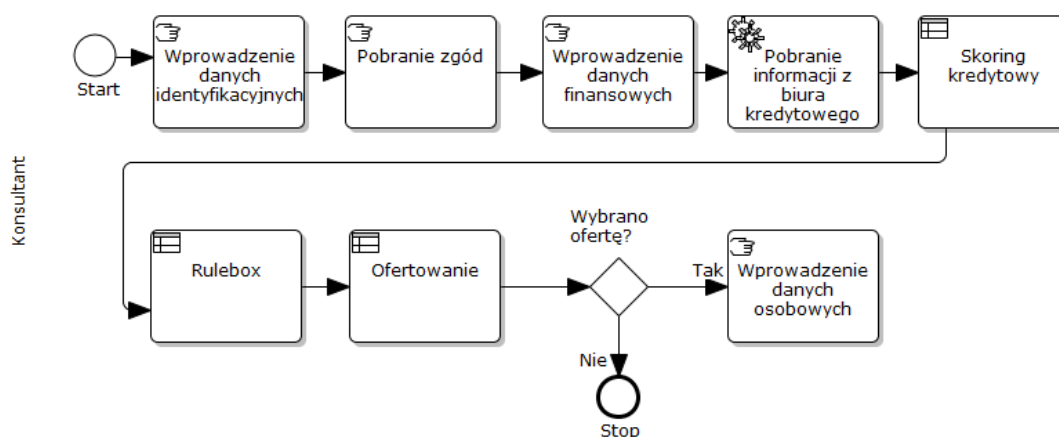 Wprowadzenie
danych
identyfikacyjnych
Pobranie zgód
Wprowadzenie
danych
finansowych
Pobranie
informacji z
biura
kredytowego
Skoring
kredytowy
Start
Konsultant
Rulebox
Ofertowanie
Wybrano
ofertę?
Tak
Wprowadzenie
danych
osobowych
Nie
Stop